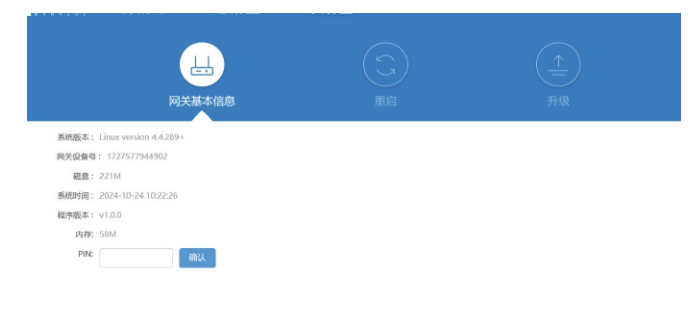 网关基本信息
重启
升级
系统版本： Linux version 4.4.289+
网关设备号： 1727577944902
磁盘： 221M
系统时间： 2024-10-24 10:22:26
程序版本： v1.0.0
内存: 58M
PIN:
确认